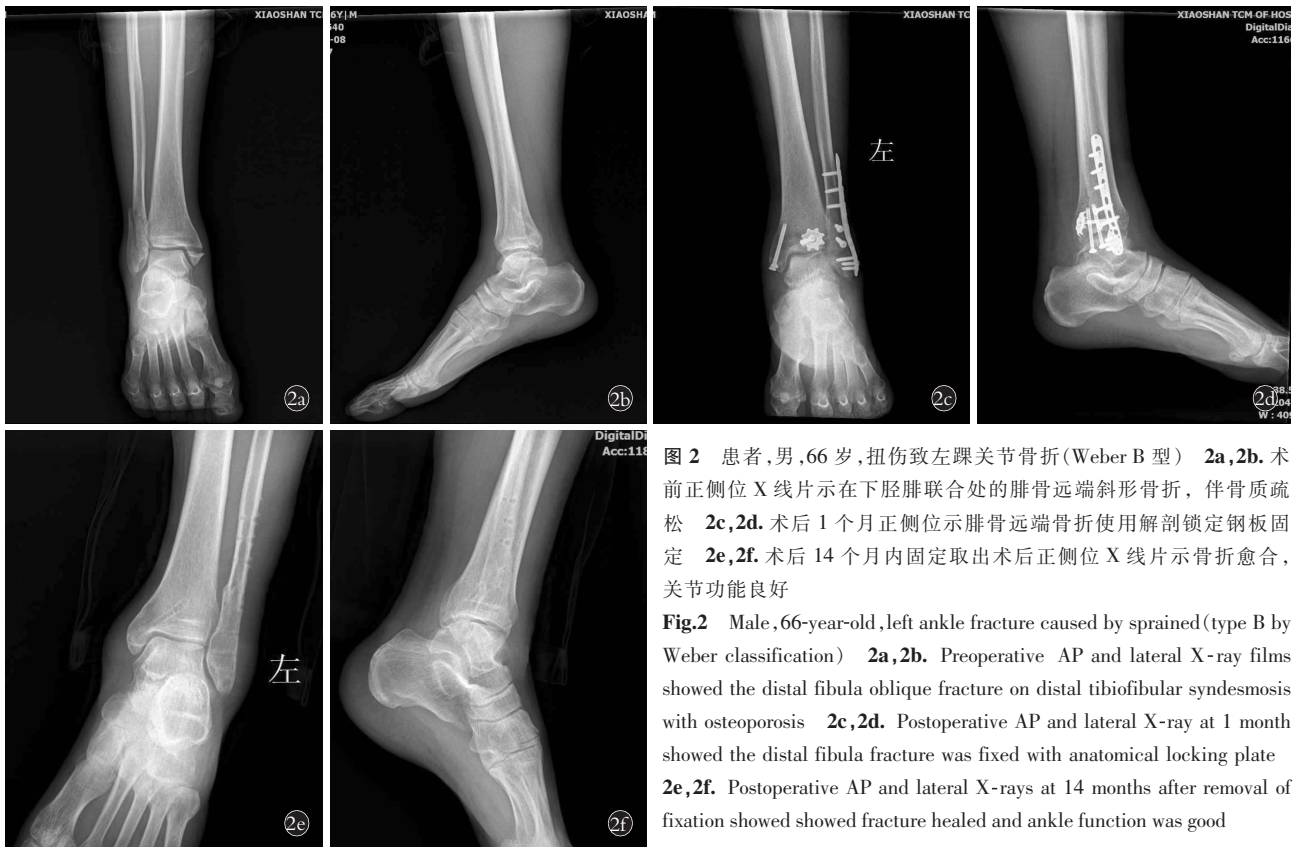 XIAOSHAN TCM
6Y|M
540
-08
XIAOSHAN
XIAOSHAN TC
XIAOSHAN TCM OF HOS
DigitalDia
Acc:1160
左
2a
2b
2c
38.5
W : 409
2d
DigitalDia
Acc:118
左
2e
2f
图 2 患者,男,66 岁,扭伤致左踝关节骨折(Weber B 型) 2a,2b. 术
前正侧位 X 线片示在下胫腓联合处的腓骨远端斜形骨折，伴骨质疏
松 2c,2d. 术后 1 个月正侧位示腓骨远端骨折使用解剖锁定钢板固
定 2e,2f. 术后 14 个月内固定取出术后正侧位 X 线片示骨折愈合，
关节功能良好
Fig.2 Male,66-year-old,left ankle fracture caused by sprained(type B by
Weber classification) 2a,2b. Preoperative AP and lateral X-ray films
showed the distal fibula oblique fracture on distal tibiofibular syndesmosis
with osteoporosis 2c,2d. Postoperative AP and lateral X-ray at 1 month
showed the distal fibula fracture was fixed with anatomical locking plate
2e,2f. Postoperative AP and lateral X-rays at 14 months after removal of
fixation showed showed fracture healed and ankle function was good